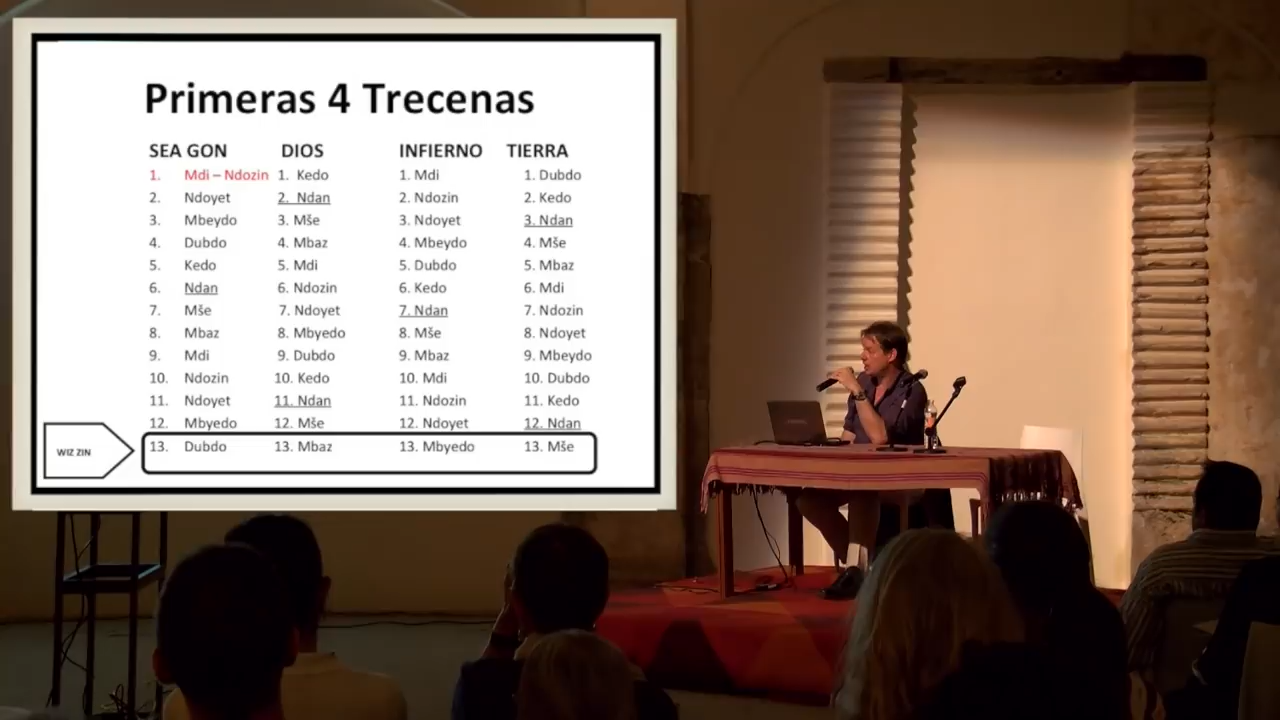 Primeras 4 Trecenas
SEA GON DIOS INFIERNO TIERRA
1. Mdi – Ndozin 1. Kedo 1. Mdi 1. Dubdo
2. Ndoyet 2. Ndan 2. Ndozin 2. Kedo
3. Mbeydo 3. Mše 3. Ndoyet 3. Ndan
4. Dubdo 4. Mbaz 4. Mbeydo 4. Mše
5. Kedo 5. Mdi 5. Dubdo 5. Mbaz
6. Ndan 6. Ndozin 6. Kedo 6. Mdi
7. Mše 7. Ndoyet 7. Ndan 7. Ndozin
8. Mbaz 8. Mbyedo 8. Mše 8. Ndoyet
9. Mdi 9. Dubdo 9. Mbaz 9. Mbeydo
10. Ndozin 10. Kedo 10. Mdi 10. Dubdo
11. Ndoyet 11. Ndan 11. Ndozin 11. Kedo
12. Mbyedo 12. Mše 12. Ndoyet 12. Ndan
WIZ ZIN 13. Dubdo 13. Mbaz 13. Mbyedo 13. Mše